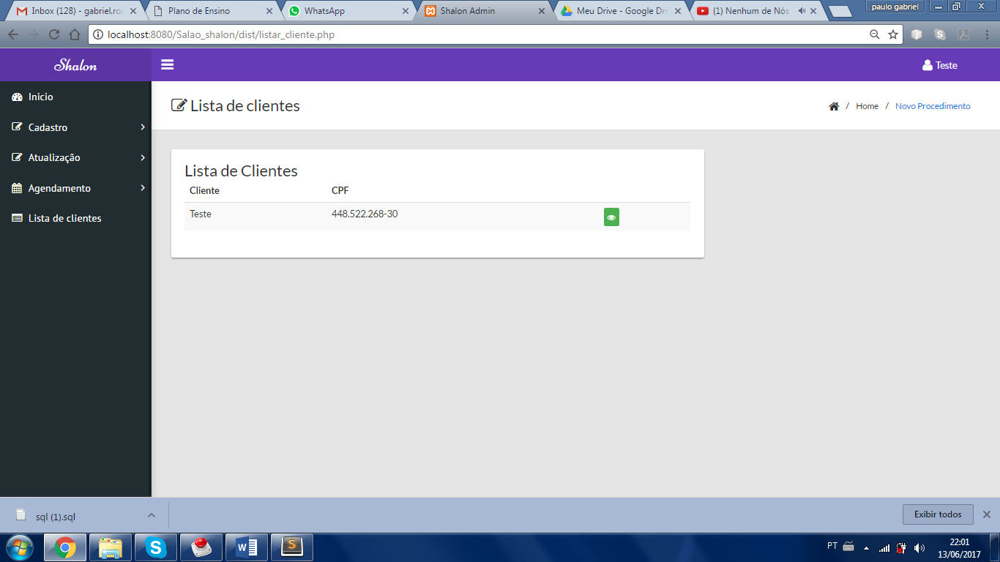 Inbox (128) - gabriel.ro
Plano de Ensino
WhatsApp
Shalon Admin
Meu Drive - Google Dri
(1) Nenhum de Nós
paulo gabriel
localhost:8080/Salao_shalon/dist/listar_cliente.php
Shalon
Teste
Inicio
Cadastro
Atualização
Agendamento
Lista de clientes
Lista de clientes
/ Home / Novo Procedimento
Lista de Clientes
Cliente CPF
Teste 448.522.268-30
sql (1).sql
Exibir todos
PT
22:01
13/06/2017